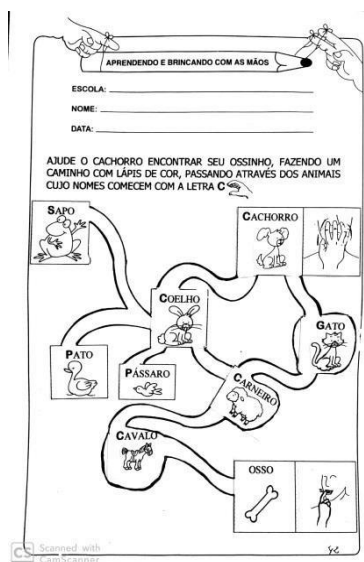 APRENDENDO E BRINCANDO COM AS MÃOS
ESCOLA:
NOME:
DATA:
AJUDE O CACHORRO ENCONTRAR SEU OSSINHO, FAZENDO UM
CAMINHO COM LÁPIS DE COR, PASSANDO ATRAVÉS DOS ANIMAIS
CUJO NOMES COMECEM COM A LETRA C
SAPO
CACHORRO
COELHO
GATO
PATO
PÁSSARO
CARNEIRO
CAVALO
OSSO
CS Scanned with
CamScanner